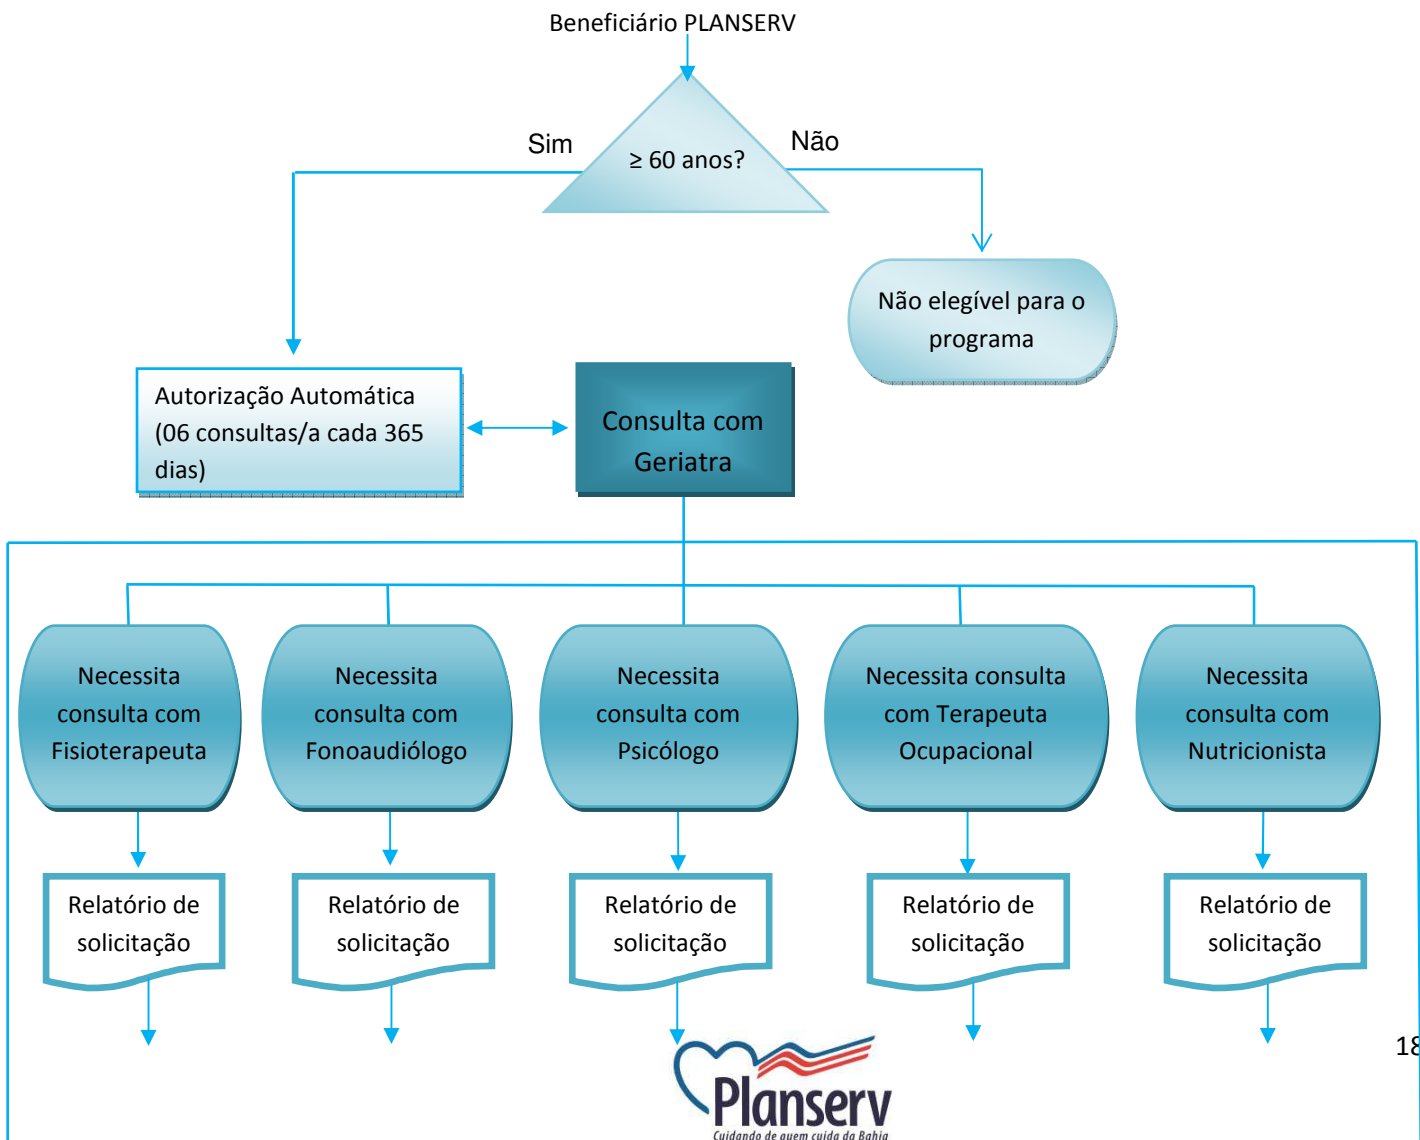 Beneficiário PLANSERV
Sim
Não
≥ 60 anos?
Não elegível para o
programa
Autorização Automática
(06 consultas/a cada 365
dias)
Consulta com
Geriatra
Necessita
consulta com
Fisioterapeuta
Necessita
consulta com
Fonoaudiólogo
Necessita
consulta com
Psicólogo
Necessita consulta
com Terapeuta
Ocupacional
Necessita
consulta com
Nutricionista
Relatório de
solicitação
Relatório de
solicitação
Relatório de
solicitação
Relatório de
solicitação
Relatório de
solicitação
18
Planserv
Cuidando de quem cuida da Bahia